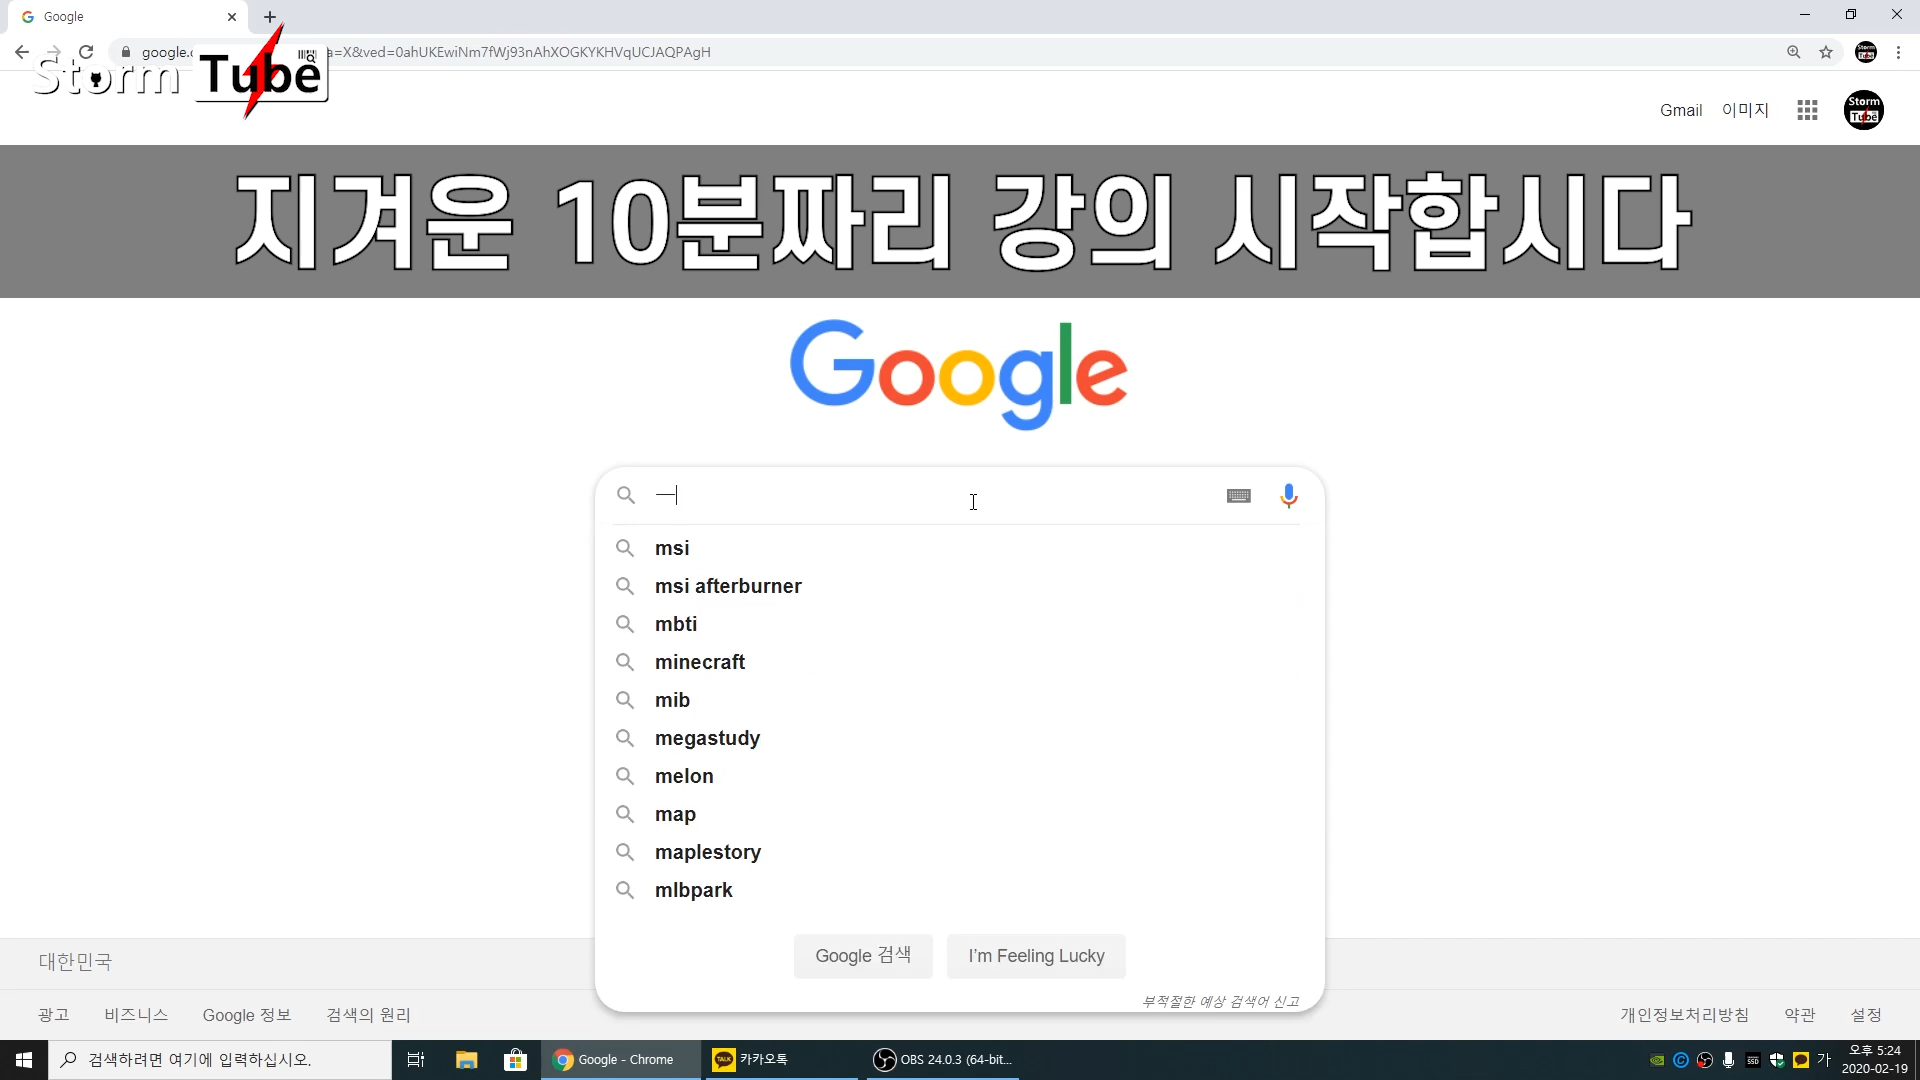 Google
google.
a=X&ved=0ahUKEwiNm7fWj93nAhXOGKYKHVqUCJAQPAgH
Storm Tube
Gmail 이미지
Storm
Tube
지겨운 10분짜리 강의 시작합시다
Google
ㅡ
msi
msi afterburner
mbti
minecraft
mib
megastudy
melon
map
maplestory
mlbpark
Google 검색 I'm Feeling Lucky
부적절한 예상 검색어 신고
대한민국
광고 비즈니스 Google 정보 검색의 원리 개인정보처리방침 약관 설정
검색하려면 여기에 입력하십시오. Google - Chrome TALK 카카오톡 OBS 24.0.3 (64-bit... SSD 가 오후 5:24
2020-02-19